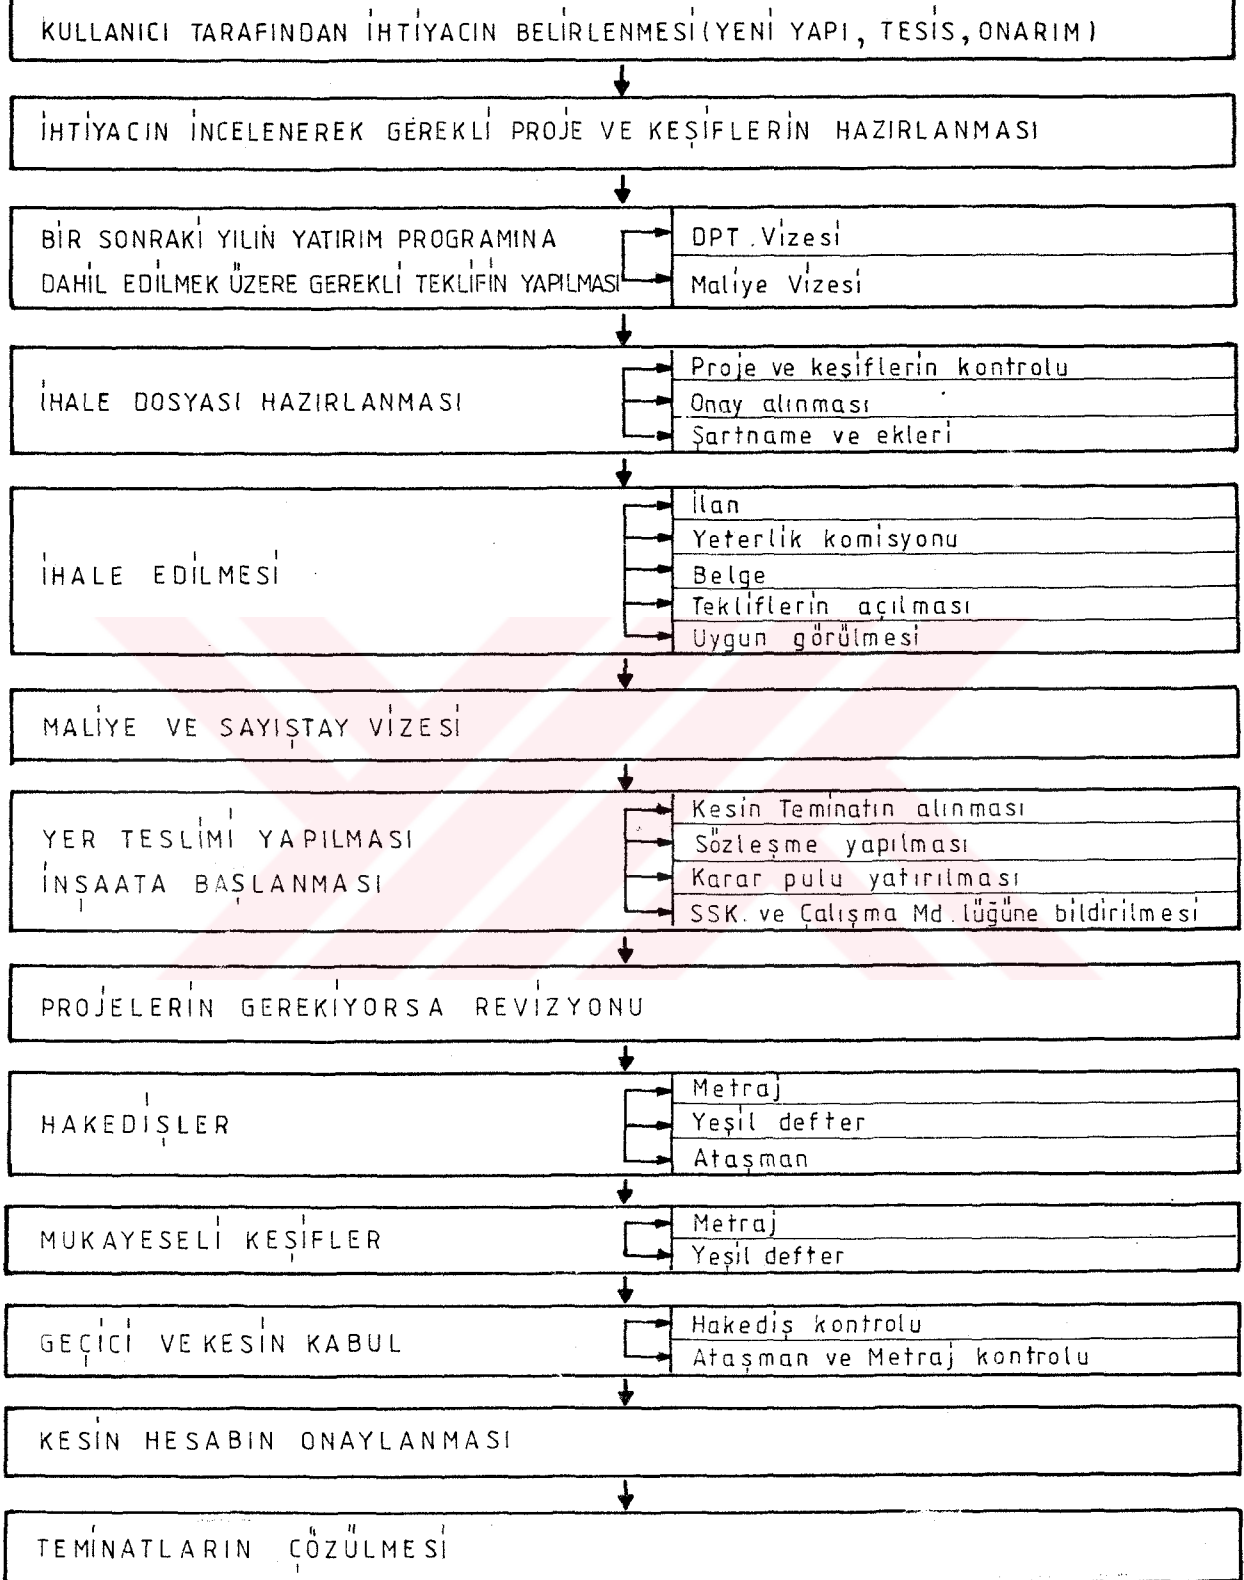 KULLANICI TARAFINDAN İHTİYACIN BELİRLENMESİ(YENİ YAPI, TESİS,ONARIM)
İHTİYACIN İNCELENEREK GEREKLİ PROJE VE KEŞİFLERİN HAZIRLANMASI
BİR SONRAKİ YILIN YATIRIM PROGRAMINA
DAHİL EDİLMEK ÜZERE GEREKLİ TEKLİFİN YAPILMASI
DPT.Vizesi
Maliye Vizesi
İHALE DOSYASI HAZIRLANMASI
Proje ve keşiflerin kontrolu
Onay alınması
Şartname ve ekleri
İHALE EDİLMESİ
İlan
Yeterlik komisyonu
Belge
Tekliflerin açılması
Uygun görülmesi
MALİYE VE SAYIŞTAY VİZESİ
YER TESLİMİ YAPILMASI
İNŞAATA BAŞLANMASI
Kesin Teminatın alınması
Sözleşme yapılması
Karar pulu yatırılması
SSK. ve Çalışma Md.lüğüne bildirilmesi
PROJELERİN GEREKİYORSA REVİZYONU
HAKEDİŞLER
Metraj
Yeşil defter
Ataşman
MUKAYESELİ KEŞİFLER
Metraj
Yeşil defter
GEÇİCİ VE KESİN KABUL
Hakediş kontrolu
Ataşman ve Metraj kontrolu
KESİN HESABIN ONAYLANMASI
TEMİNATLARIN ÇÖZÜLMESİ